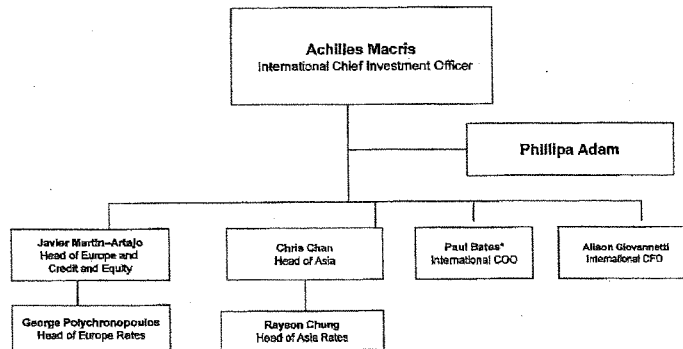 Achilles Macris
International Chief Investment Officer
Phillipa Adam
Javier Martin-Artajo
Head of Europe and
Credit and Equity
Chris Chan
Head of Asia
Paul Bates*
International COO
Alison Giovannetti
International CFO
George Polychronopoulos
Head of Europe Rates
Rayson Chung
Head of Asia Rates